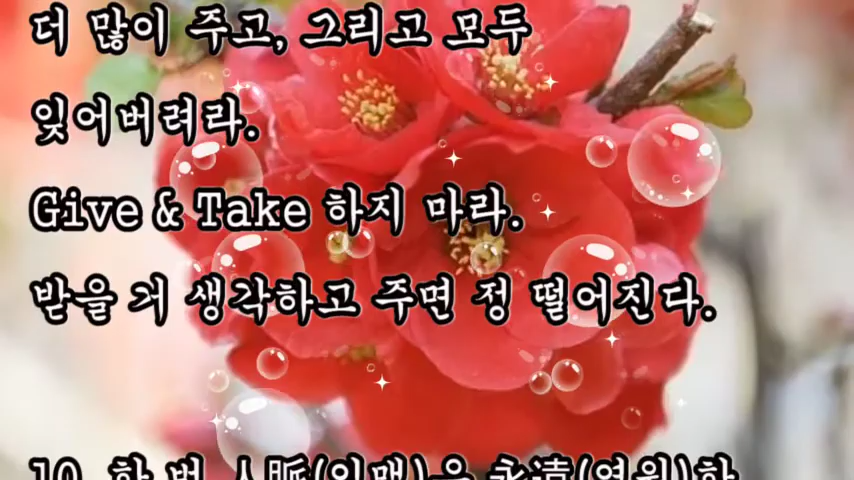 더 많이 주고, 그리고 모두
잊어버려라.
Give & Take 하지 마라.
받을 거 생각하고 주면 정 떨어진다.
10. 한 번 人脈(인맥)은 永遠(영원)한